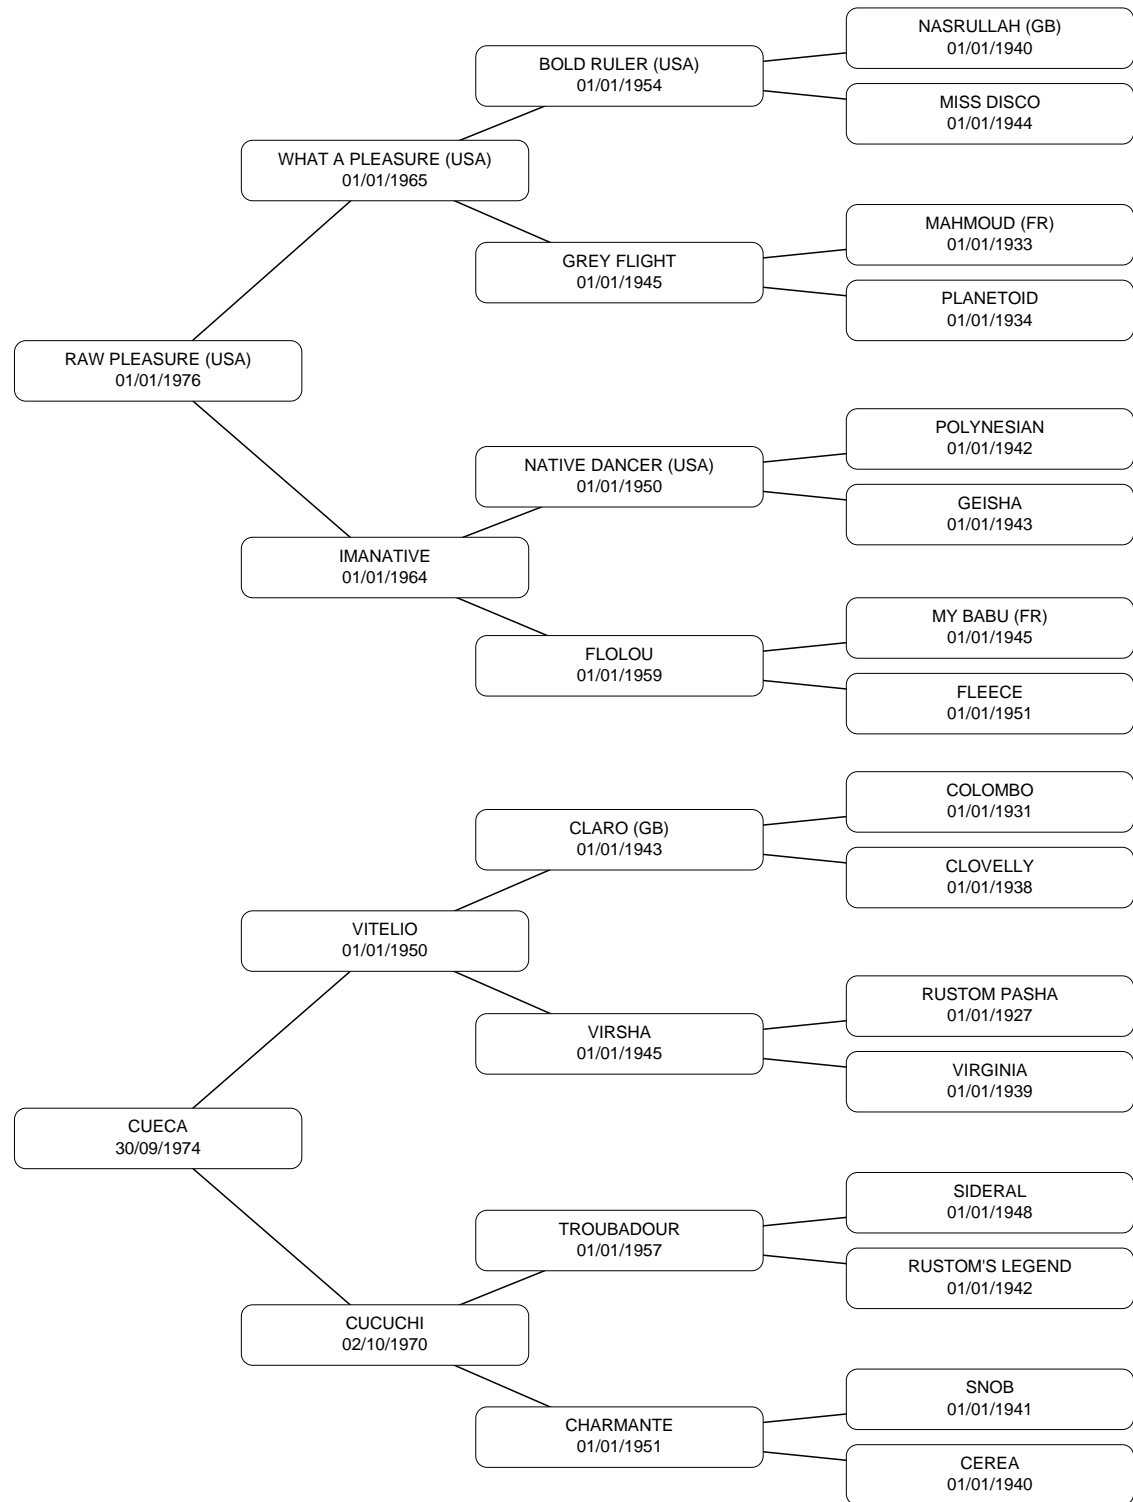 NASRULLAH (GB)
01/01/1940
BOLD RULER (USA)
01/01/1954
MISS DISCO
01/01/1944
WHAT A PLEASURE (USA)
01/01/1965
MAHMOUD (FR)
01/01/1933
GREY FLIGHT
01/01/1945
PLANETOID
01/01/1934
RAW PLEASURE (USA)
01/01/1976
POLYNESIAN
01/01/1942
NATIVE DANCER (USA)
01/01/1950
GEISHA
01/01/1943
IMANATIVE
01/01/1964
MY BABU (FR)
01/01/1945
FLOLOU
01/01/1959
FLEECE
01/01/1951
COLOMBO
01/01/1931
CLARO (GB)
01/01/1943
CLOVELLY
01/01/1938
VITELIO
01/01/1950
RUSTOM PASHA
01/01/1927
VIRSHA
01/01/1945
VIRGINIA
01/01/1939
CUECA
30/09/1974
SIDERAL
01/01/1948
TROUBADOUR
01/01/1957
RUSTOM'S LEGEND
01/01/1942
CUCUCHI
02/10/1970
SNOB
01/01/1941
CHARMANTE
01/01/1951
CEREA
01/01/1940